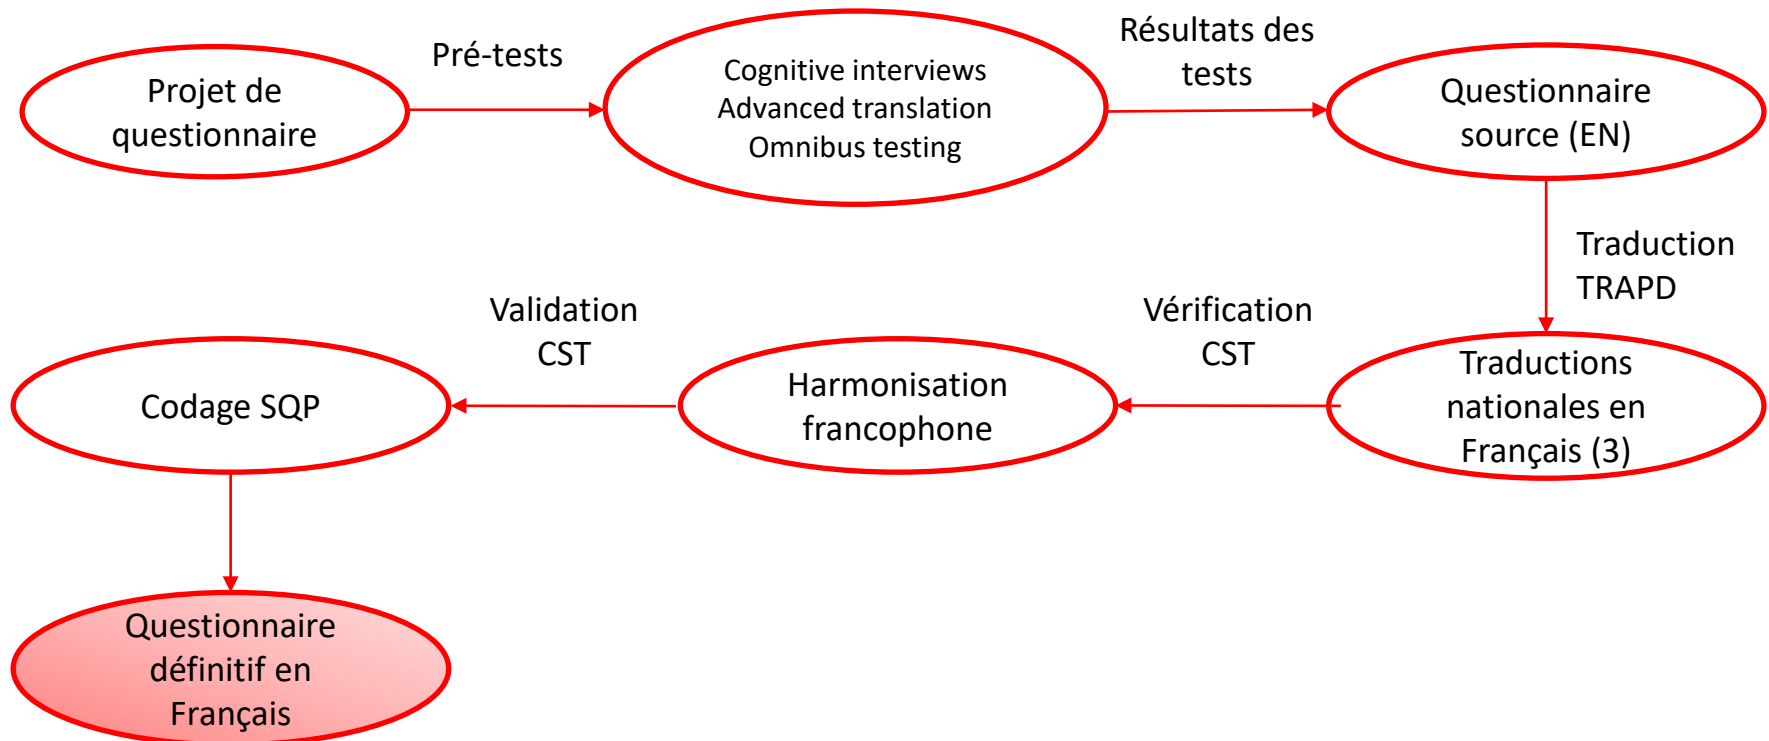 Projet de
questionnaire
Pré-tests
Cognitive interviews
Advanced translation
Omnibus testing
Résultats des
tests
Questionnaire
source (EN)
Traduction
TRAPD
Traductions
nationales en
Français (3)
Vérification
CST
Harmonisation
francophone
Validation
CST
Codage SQP
Questionnaire
définitif en
Français